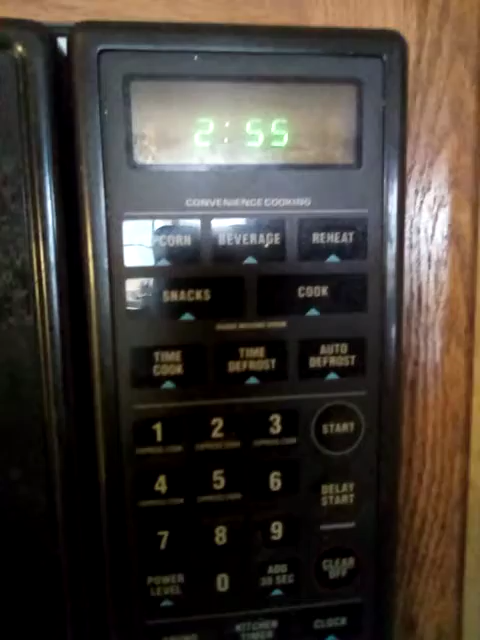 2:55
CONVENIENCE COOKING
POPCORN BEVERAGE REHEAT
SNACKS COOK
TIME COOK
TIME DEFROST
AUTO DEFROST
1 2 3 START
4 5 6 DELAY START
7 8 9
POWER LEVEL
0
ADD 30 SEC
CLEAR OFF
KITCHEN TIMER
CLOCK